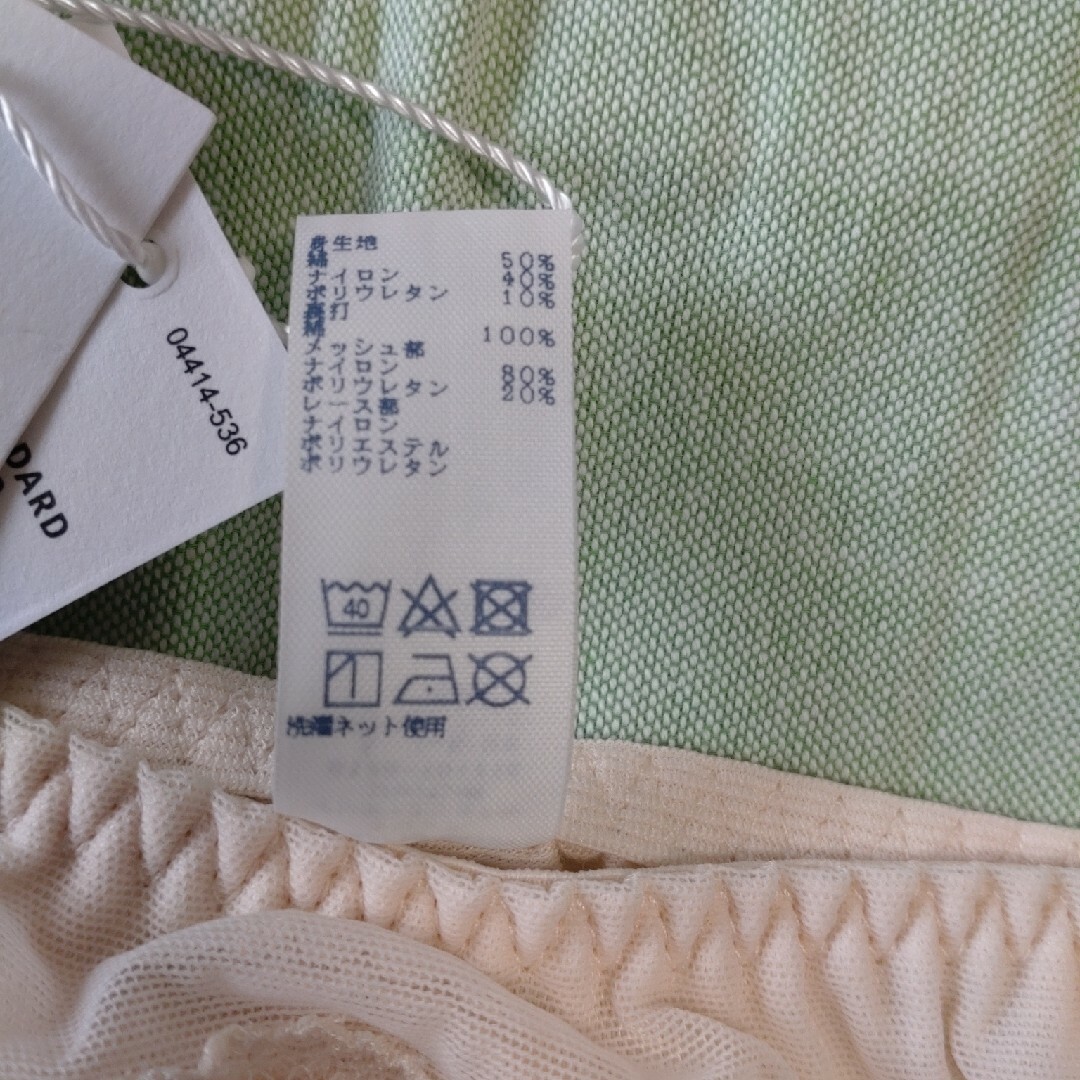 身生地
綿 50%
ナイロン 40%
ポリウレタン 10%
裏打
綿 100%
メッシュ部
ナイロン 80%
ポリウレタン 20%
レース部
ナイロン
ポリエステル
ポリウレタン
40
洗濯ネット使用
04414-536
DARD